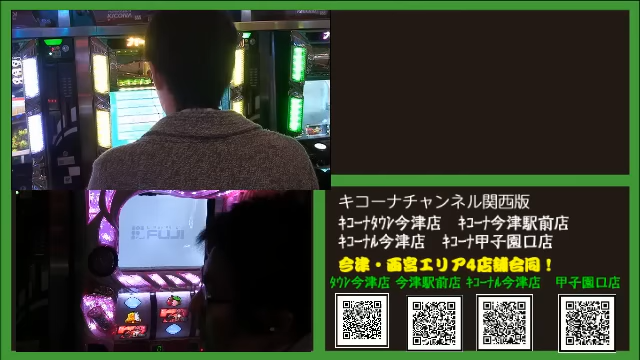 FUJI
キコーナチャンネル関西版
ｷｺｰﾅﾀｳﾝ今津店　ｷｺｰﾅ今津駅前店
ｷｺｰﾅﾙ今津店　ｷｺｰﾅ甲子園口店
今津・西宮エリア4店舗合同！
ﾀｳﾝ今津店 今津駅前店 ｷｺｰﾅﾙ今津店　甲子園口店